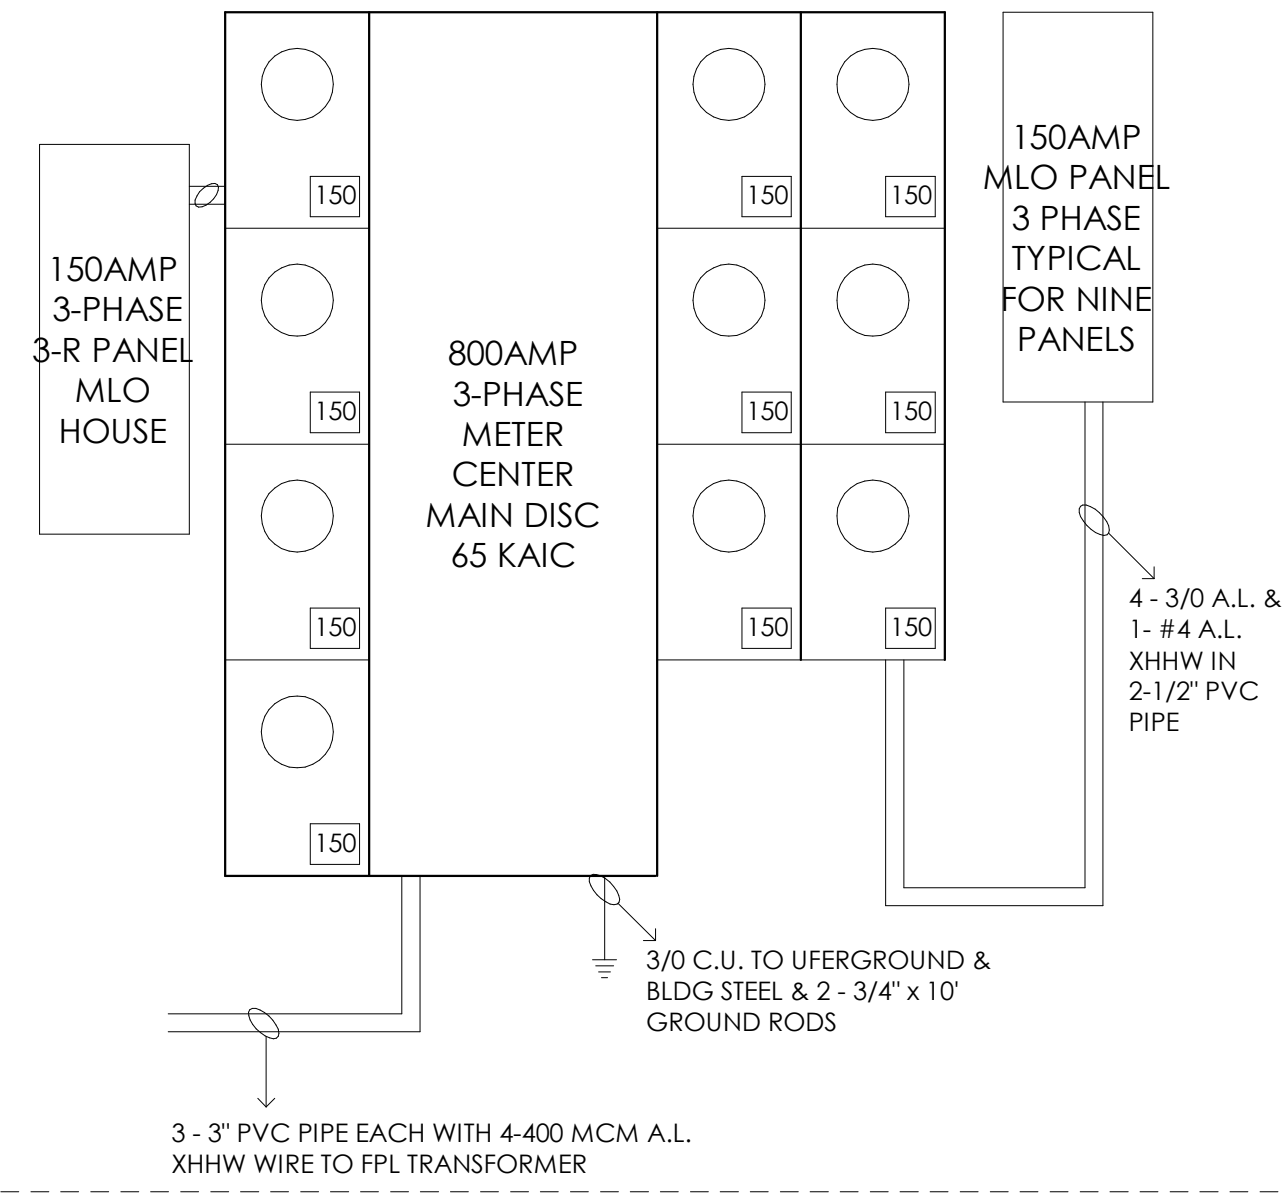 150
150
150
150AMP
MLO PANEL
3 PHASE
TYPICAL
FOR NINE
PANELS
150AMP
3-PHASE
3-R PANEL
MLO
HOUSE
800AMP
3-PHASE
METER
CENTER
MAIN DISC
65 KAIC
150
150
150
150
150
150
150
4 - 3/0 A.L. &
1- #4 A.L.
XHHW IN
2-1/2" PVC
PIPE
3/0 C.U. TO UFERGROUND &
BLDG STEEL & 2 - 3/4" x 10'
GROUND RODS
3 - 3" PVC PIPE EACH WITH 4-400 MCM A.L.
XHHW WIRE TO FPL TRANSFORMER